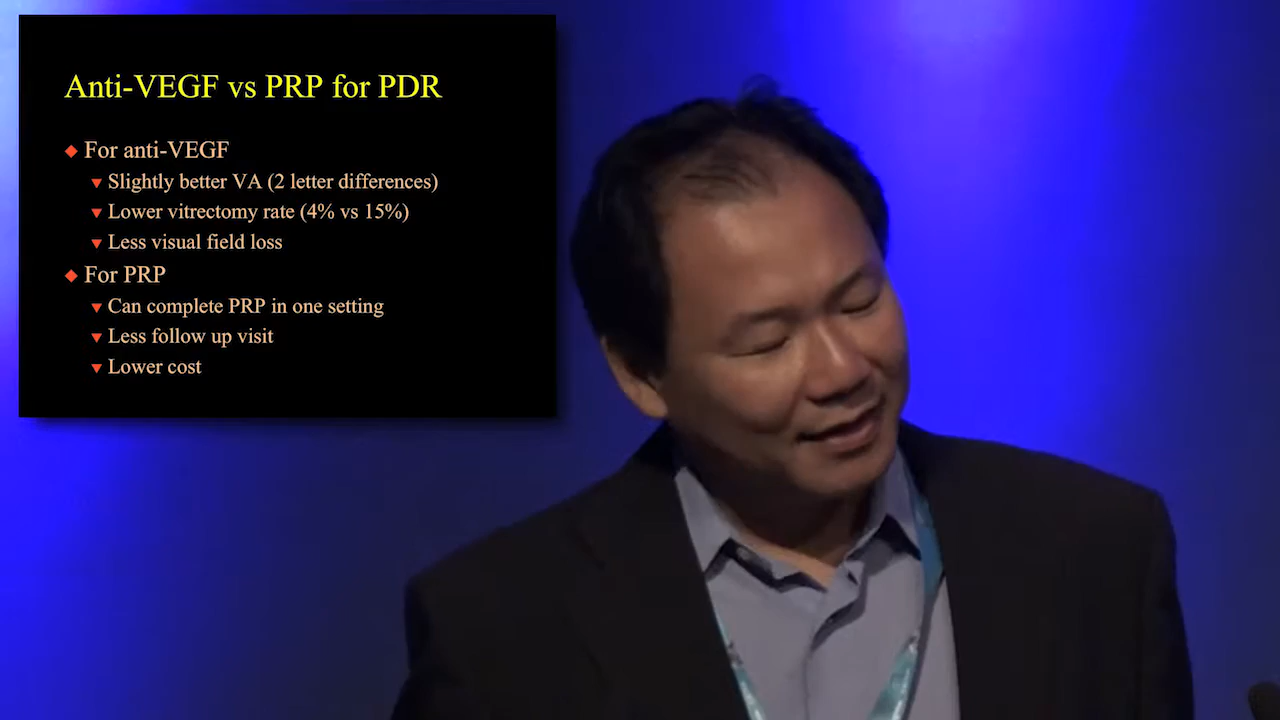 Anti-VEGF vs PRP for PDR
For anti-VEGF
Slightly better VA (2 letter differences)
Lower vitrectomy rate (4% vs 15%)
Less visual field loss
For PRP
Can complete PRP in one setting
Less follow up visit
Lower cost